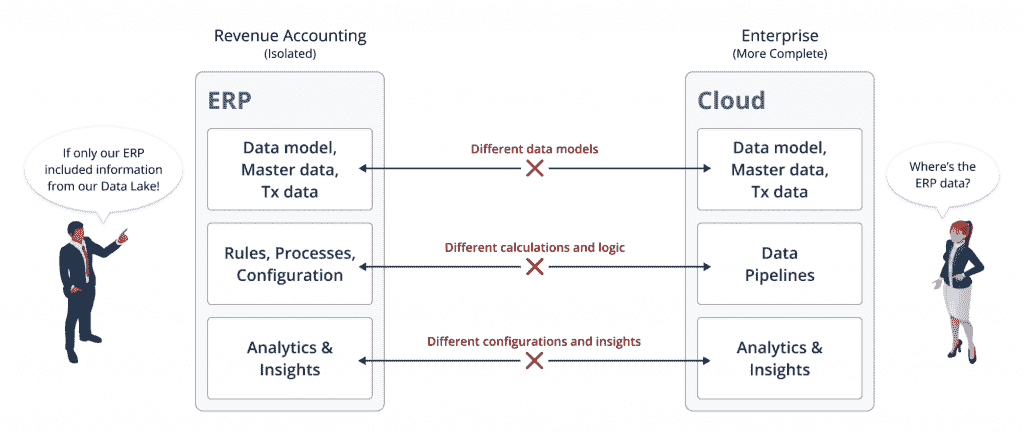 Revenue Accounting
(Isolated)
Enterprise
(More Complete)
ERP
Cloud
If only our ERP
included information
from our Data Lake!
Data model,
Master data,
Tx data
Different data models
Data model,
Master data,
Tx data
Where's the
ERP data?
Rules, Processes,
Configuration
Different calculations and logic
Data
Pipelines
Analytics &
Insights
Different configurations and insights
Analytics &
Insights